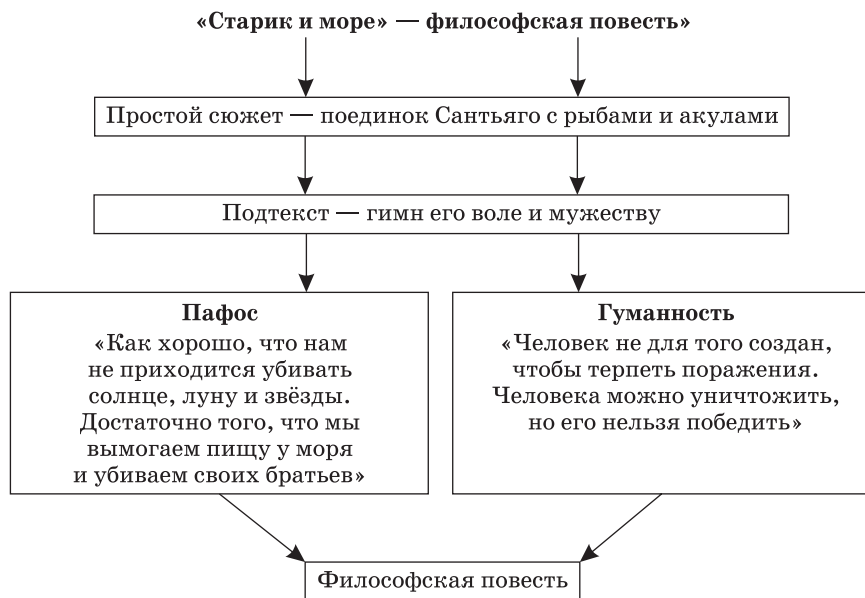 «Старик и море» — философская повесть»
Простой сюжет — поединок Сантьяго с рыбами и акулами
Подтекст — гимн его воле и мужеству
Пафос
«Как хорошо, что нам
не приходится убивать
солнце, луну и звёзды.
Достаточно того, что мы
вымогаем пищу у моря
и убиваем своих братьев»
Гуманность
«Человек не для того создан,
чтобы терпеть поражения.
Человека можно уничтожить,
но его нельзя победить»
Философская повесть